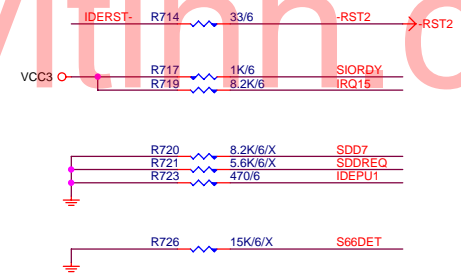 vitinn.c
IDERST- R714 33/6 -RST2 -RST2
R717 1K/6 SIORDY
VCC3
R719 8.2K/6 IRQ15
R720 8.2K/6/X SDD7
R721 5.6K/6/X SDDREQ
R723 470/6 IDEPU1
R726 15K/6/X S66DET